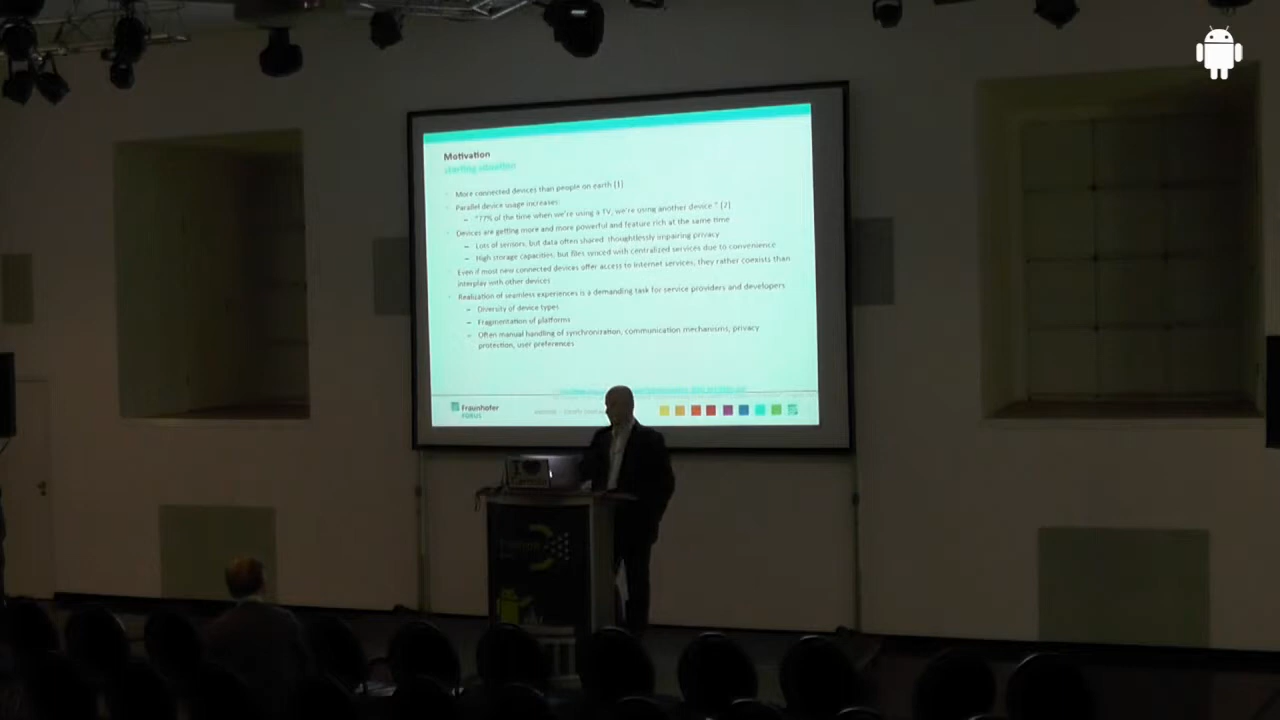 Motivation
starting situation
More connected devices than people on earth [1]
Parallel device usage increases:
– "77% of the time when we're using a TV, we're using another device " [2]
Devices are getting more and more powerful and feature rich at the same time
– Lots of sensors, but data often shared thoughtlessly impairing privacy
– High storage capacities, but files synced with centralized services due to convenience
Even if most new connected devices offer access to internet services, they rather coexists than
interplay with other devices
Realization of seamless experiences is a demanding task for service providers and developers
– Diversity of device types
– Fragmentation of platforms
– Often manual handling of synchronization, communication mechanisms, privacy
protection, user preferences
Fraunhofer
FOKUS
I